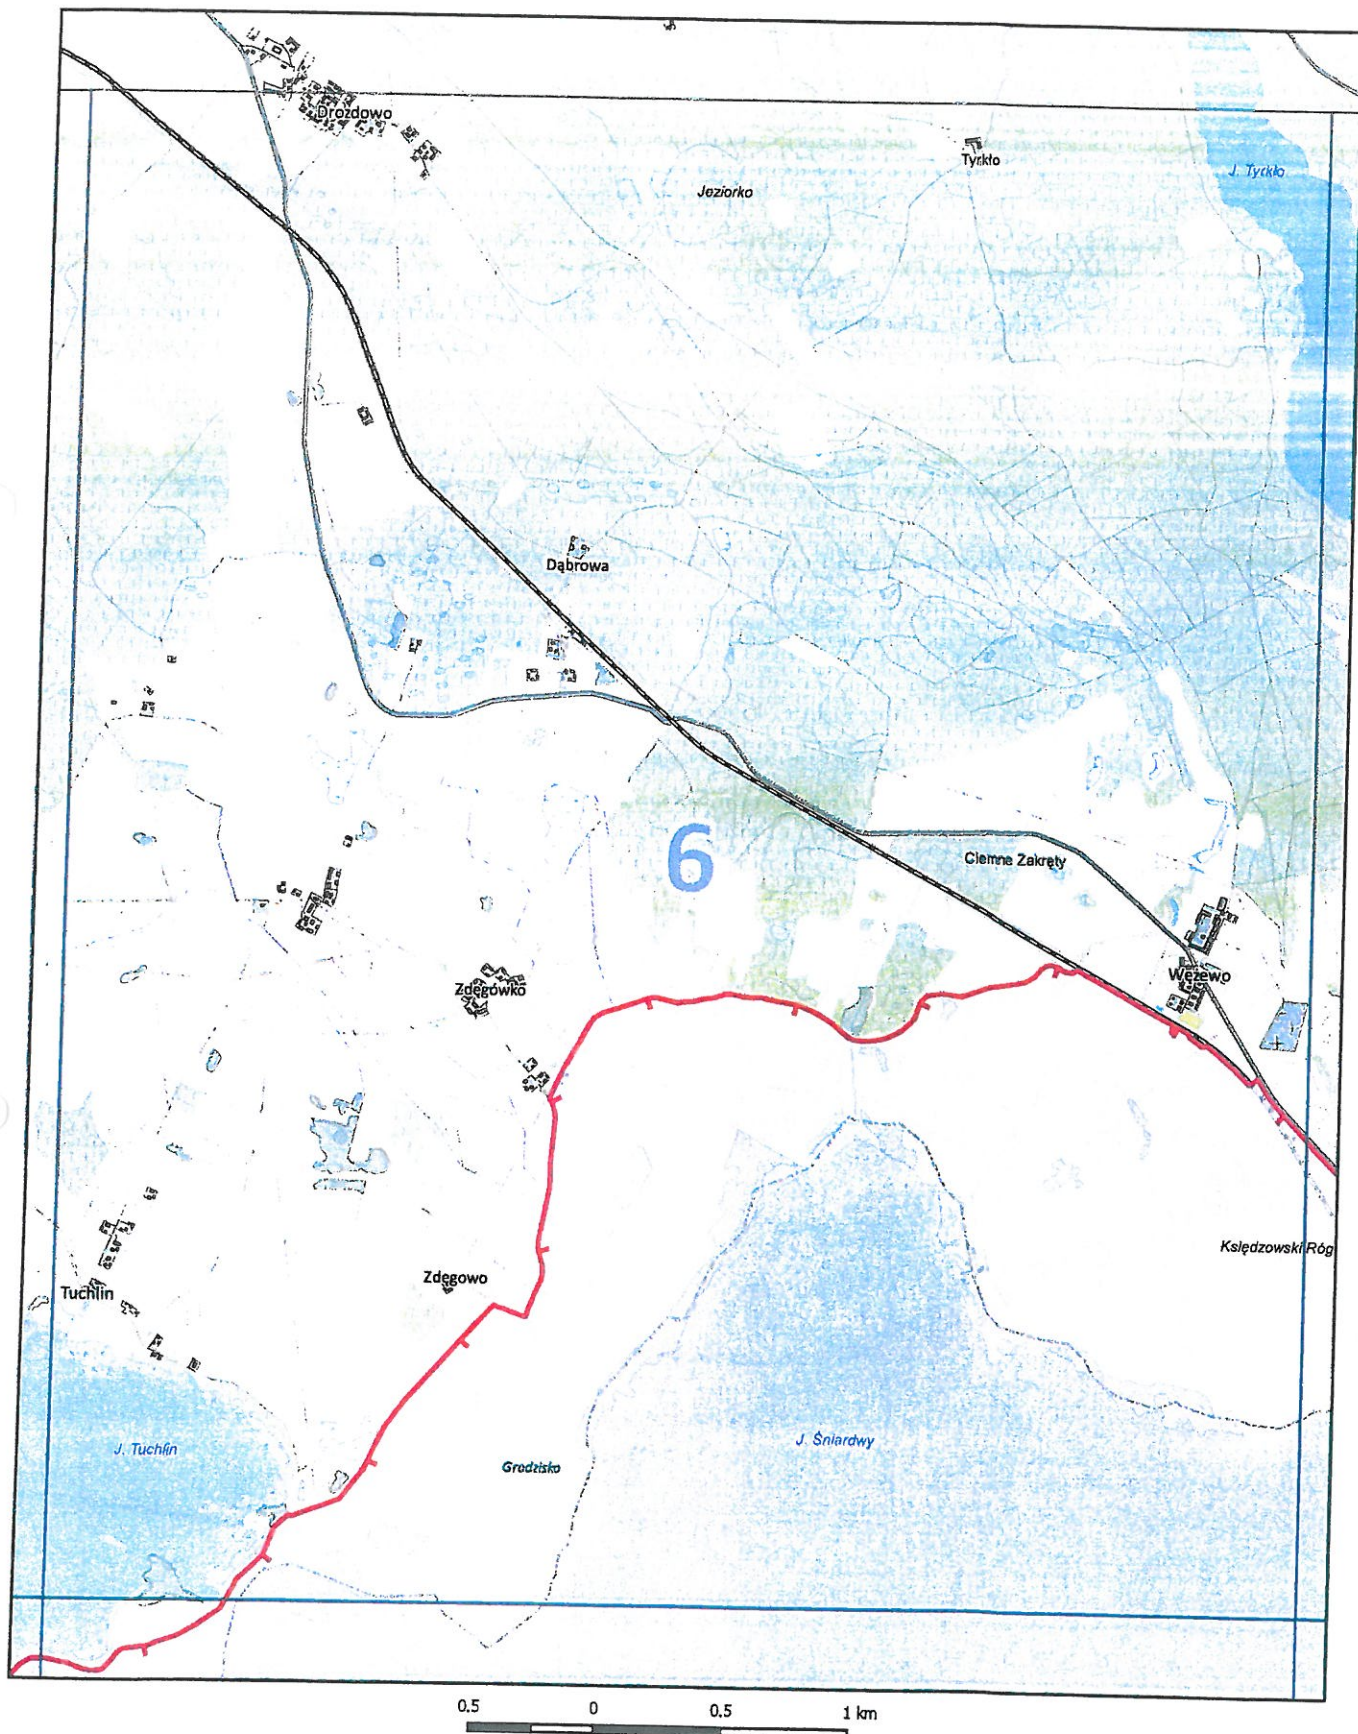 Drozdowo
Tyrkło
J. Tyrkło
Jeziorko
Dąbrowa
6
Ciemne Zakręty
Wężewo
Zdęgówko
Księdzowski Róg
Zdęgowo
Tuchlin
J. Tuchlin
J. Śniardwy
Grodzisko
0.5 0 0.5 1 km